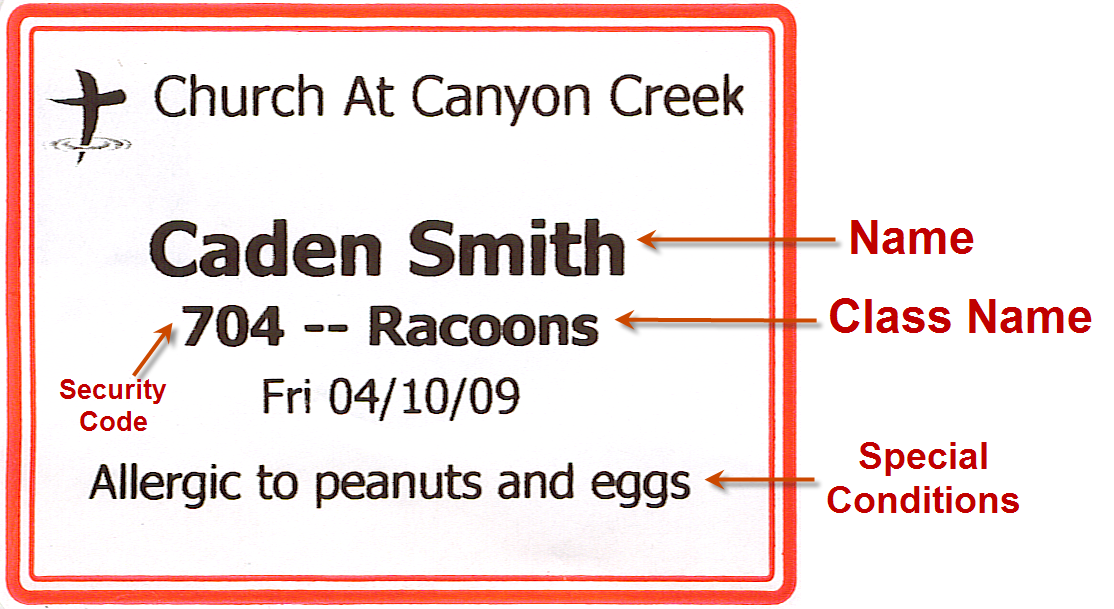 Church At Canyon Creek
Caden Smith
Name
704 -- Racoons
Class Name
Security
Code
Fri 04/10/09
Allergic to peanuts and eggs
Special
Conditions